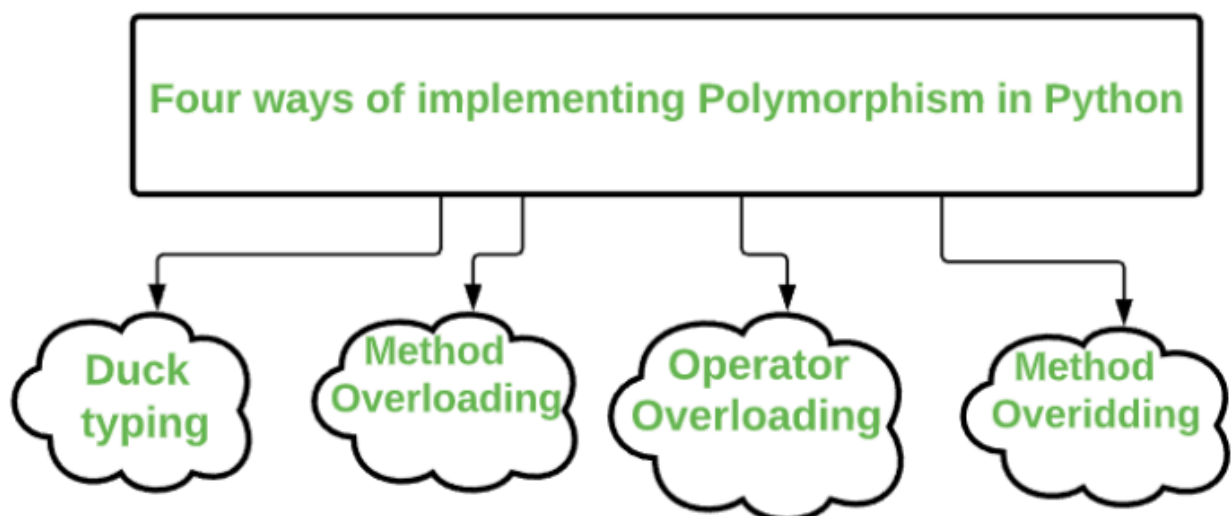 Four ways of implementing Polymorphism in Python
Duck
typing
Method
Overloading
Operator
Overloading
Method
Overidding